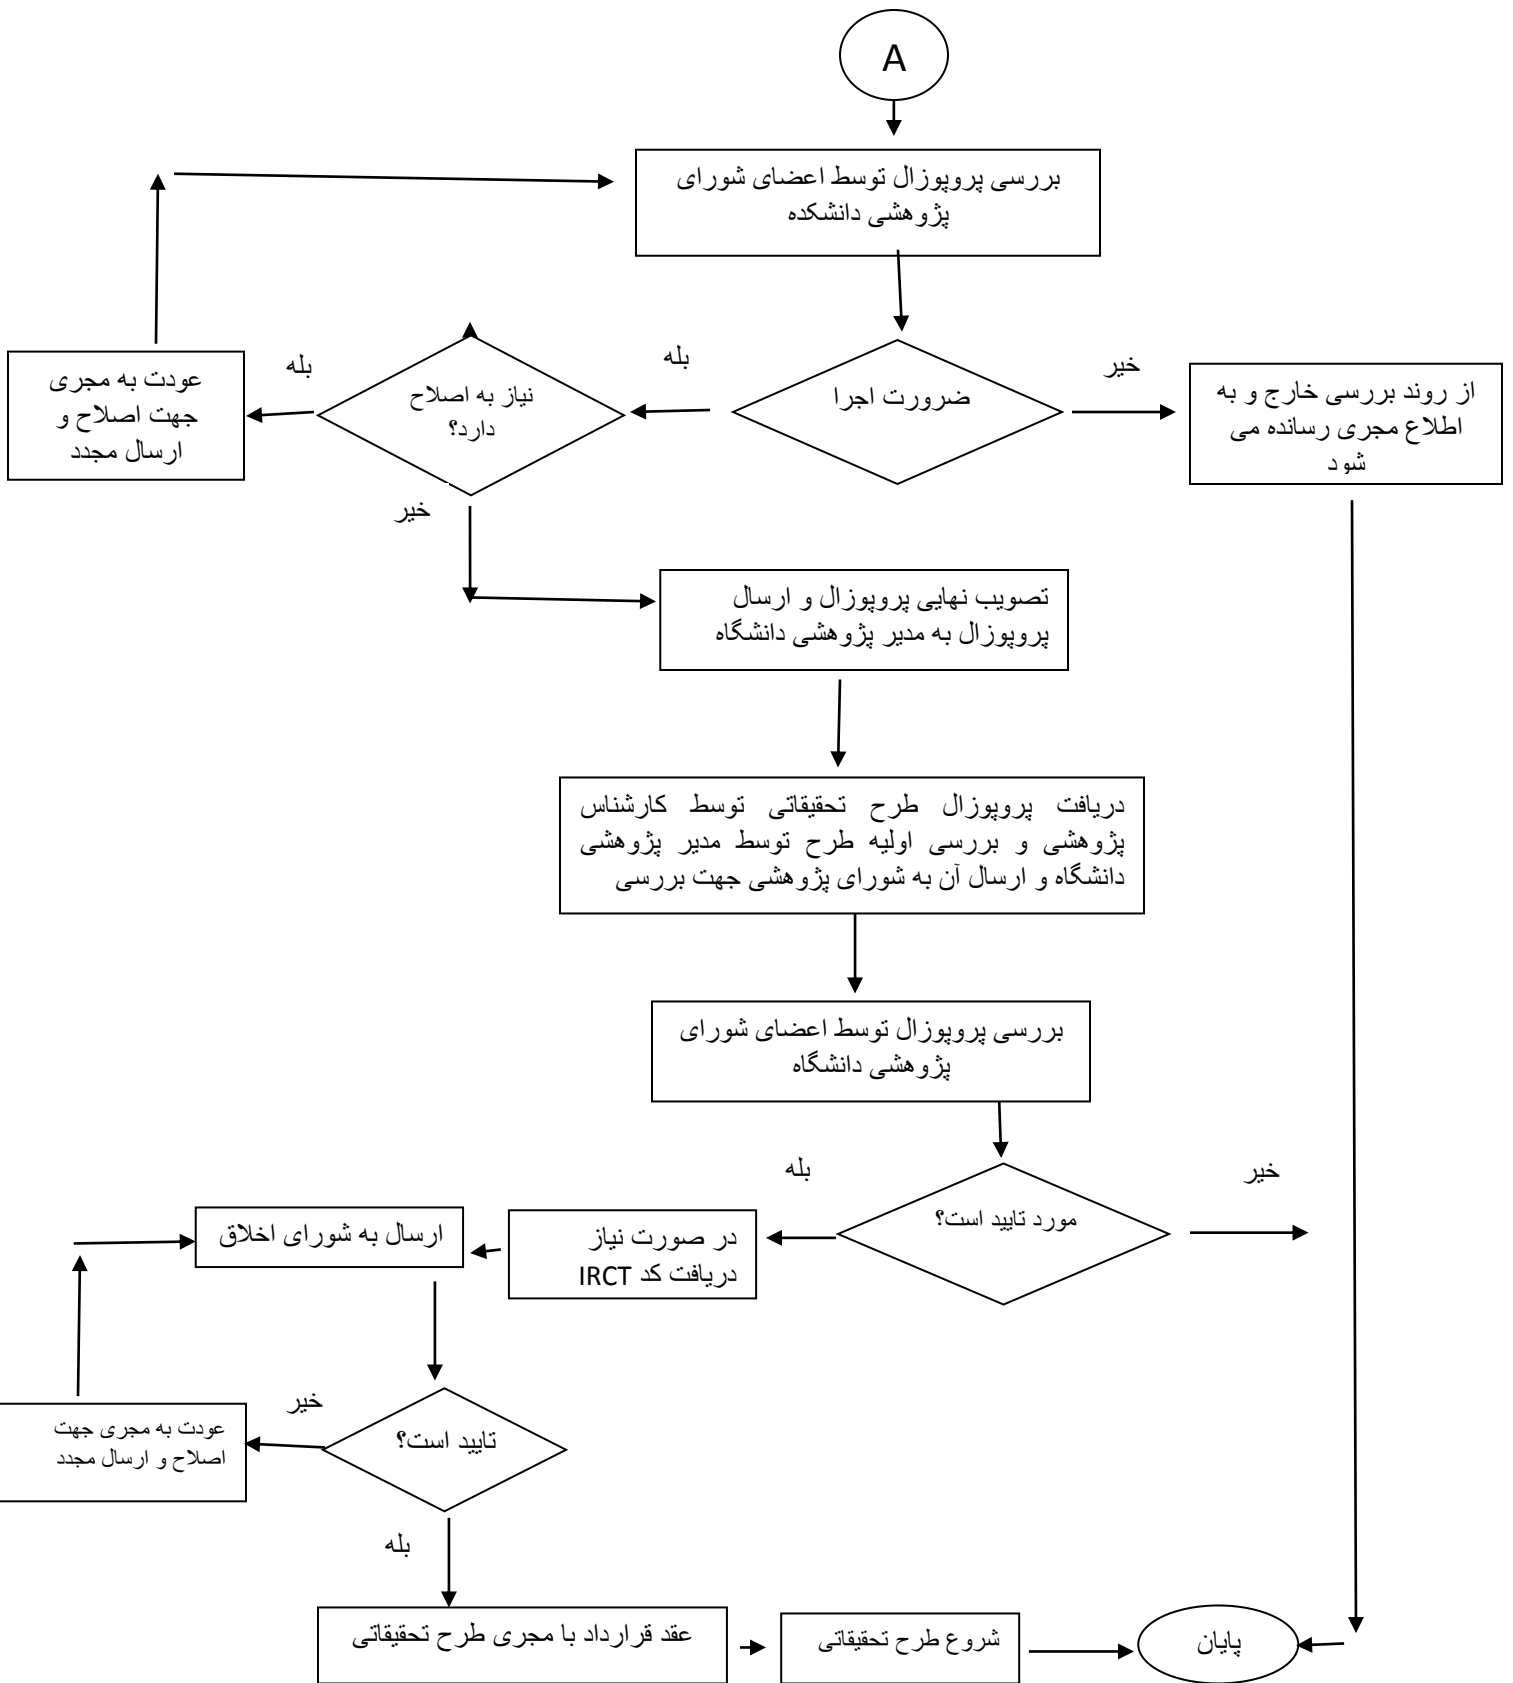 A
بررسی پروپوزال توسط اعضای شورای
پژوهشی دانشکده
خیر
بله
بله
از روند بررسی خارج و به
اطلاع مجری رسانده می
شود
ضرورت اجرا
نیاز به اصلاح
دارد؟
عودت به مجری
جهت اصلاح و
ارسال مجدد
خیر
تصویب نهایی پروپوزال و ارسال
پروپوزال به مدیر پژوهشی دانشگاه
دریافت پروپوزال طرح تحقیقاتی توسط کارشناس
پژوهشی و بررسی اولیه طرح توسط مدیر پژوهشی
دانشگاه و ارسال آن به شورای پژوهشی جهت بررسی
بررسی پروپوزال توسط اعضای شورای
پژوهشی دانشگاه
خیر
بله
مورد تایید است؟
در صورت نیاز
دریافت کد IRCT
ارسال به شورای اخلاق
خیر
تایید است؟
عودت به مجری جهت
اصلاح و ارسال مجدد
بله
عقد قرارداد با مجری طرح تحقیقاتی
شروع طرح تحقیقاتی
پایان